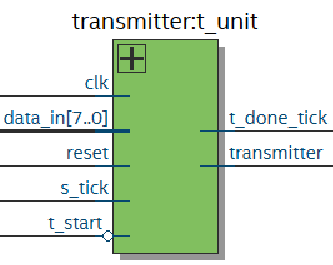 transmitter:t_unit
clk
data_in[7..0]
reset
s_tick
t_start
t_done_tick
transmitter